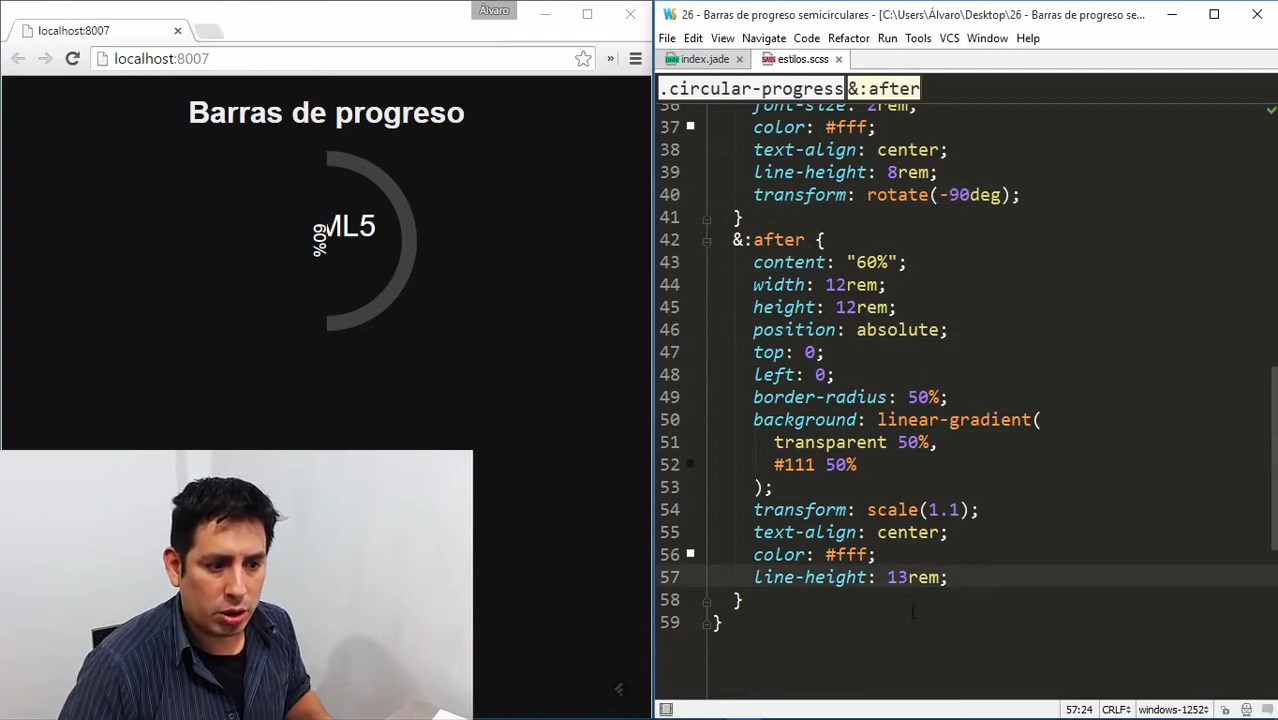 Álvaro
localhost:8007
localhost:8007
»
Barras de progreso
ML5
60%
26 - Barras de progreso semicirculares - [C:\Users\Álvaro\Desktop\26 - Barras de progreso se...
File Edit View Navigate Code Refactor Run Tools VCS Window Help
index.jade
estilos.scss
.circular-progress &:after
36 font-size: 2rem;
37 color: #fff;
38 text-align: center;
39 line-height: 8rem;
40 transform: rotate(-90deg);
41 }
42 &:after {
43 content: "60%";
44 width: 12rem;
45 height: 12rem;
46 position: absolute;
47 top: 0;
48 left: 0;
49 border-radius: 50%;
50 background: linear-gradient(
51 transparent 50%,
52 #111 50%
53 );
54 transform: scale(1.1);
55 text-align: center;
56 color: #fff;
57 line-height: 13rem;
58 }
59 }
57:24 CRLF÷ windows-1252÷